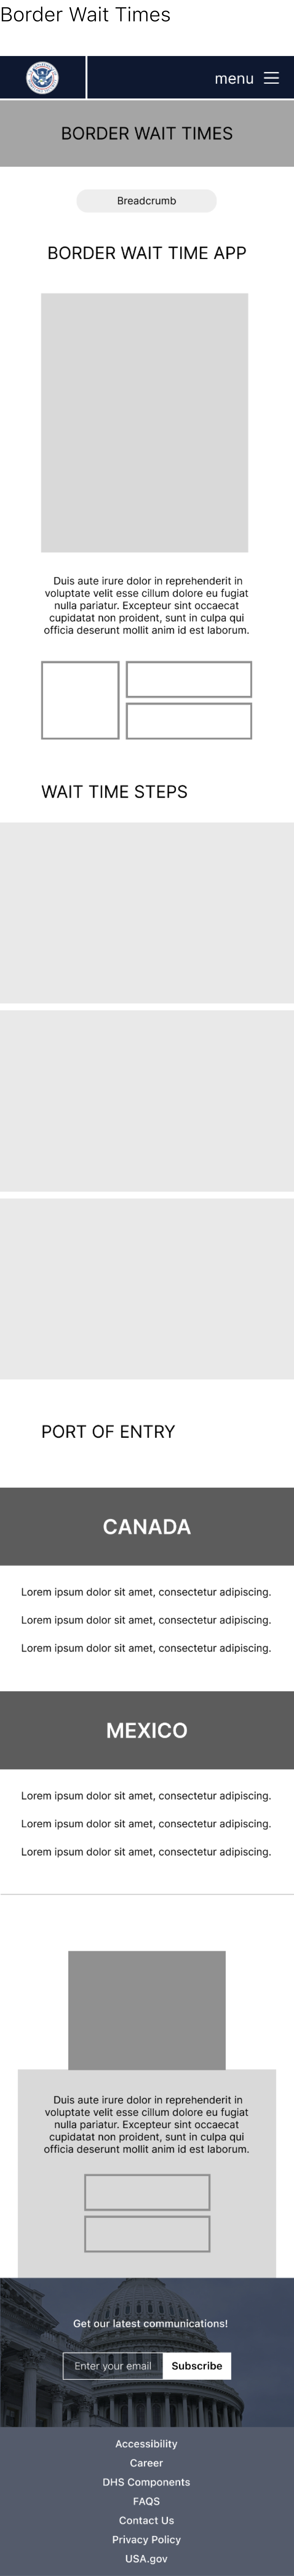 Border Wait Times
menu
BORDER WAIT TIMES
Breadcrumb
BORDER WAIT TIME APP
Duis aute irure dolor in reprehenderit in
voluptate velit esse cillum dolore eu fugiat
nulla pariatur. Excepteur sint occaecat
cupidatat non proident, sunt in culpa qui
officia deserunt mollit anim id est laborum.
WAIT TIME STEPS
PORT OF ENTRY
CANADA
Lorem ipsum dolor sit amet, consectetur adipiscing.
Lorem ipsum dolor sit amet, consectetur adipiscing.
Lorem ipsum dolor sit amet, consectetur adipiscing.
MEXICO
Lorem ipsum dolor sit amet, consectetur adipiscing.
Lorem ipsum dolor sit amet, consectetur adipiscing.
Lorem ipsum dolor sit amet, consectetur adipiscing.
Duis aute irure dolor in reprehenderit in
voluptate velit esse cillum dolore eu fugiat
nulla pariatur. Excepteur sint occaecat
cupidatat non proident, sunt in culpa qui
officia deserunt mollit anim id est laborum.
Get our latest communications!
Enter your email Subscribe
Accessibility
Career
DHS Components
FAQS
Contact Us
Privacy Policy
USA.gov